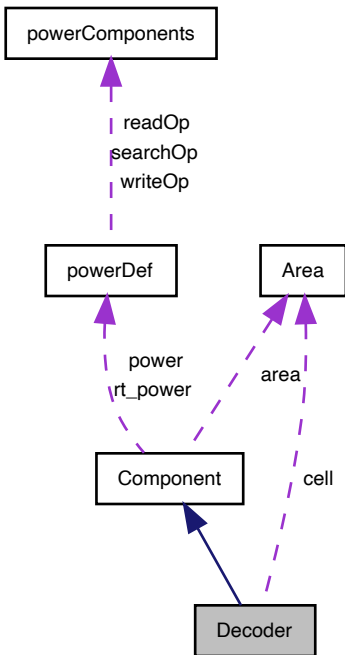 powerComponents
readOp
searchOp
writeOp
powerDef
Area
power
rt_power
area
Component
cell
Decoder